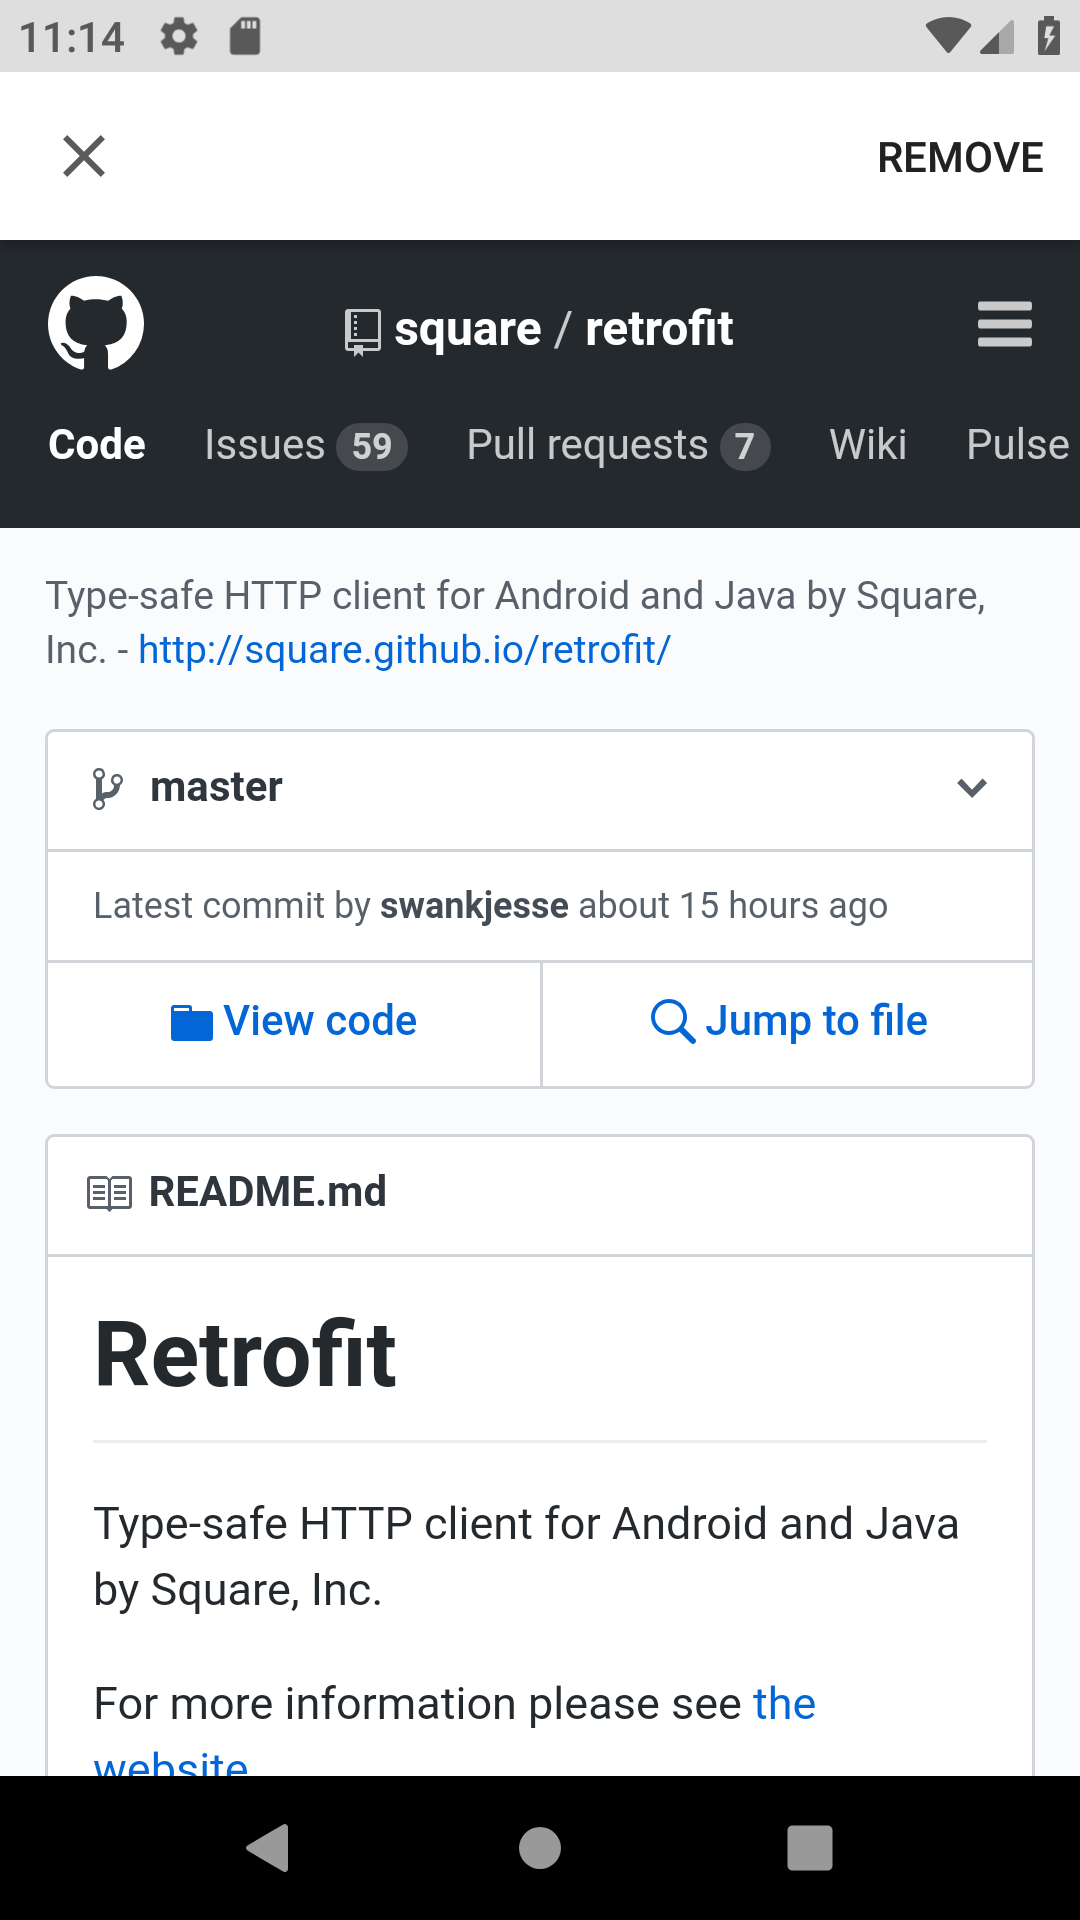 11:14
REMOVE
square / retrofit
Code Issues 59 Pull requests 7 Wiki Pulse
Type-safe HTTP client for Android and Java by Square,
Inc. - http://square.github.io/retrofit/
master
Latest commit by swankjesse about 15 hours ago
View code Jump to file
README.md
Retrofit
Type-safe HTTP client for Android and Java
by Square, Inc.
For more information please see the
website